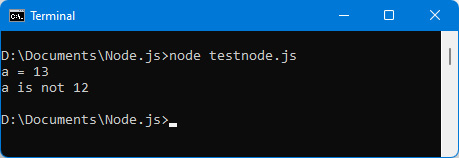 Terminal
D:\Documents\Node.js>node testnode.js
a = 13
a is not 12
D:\Documents\Node.js>